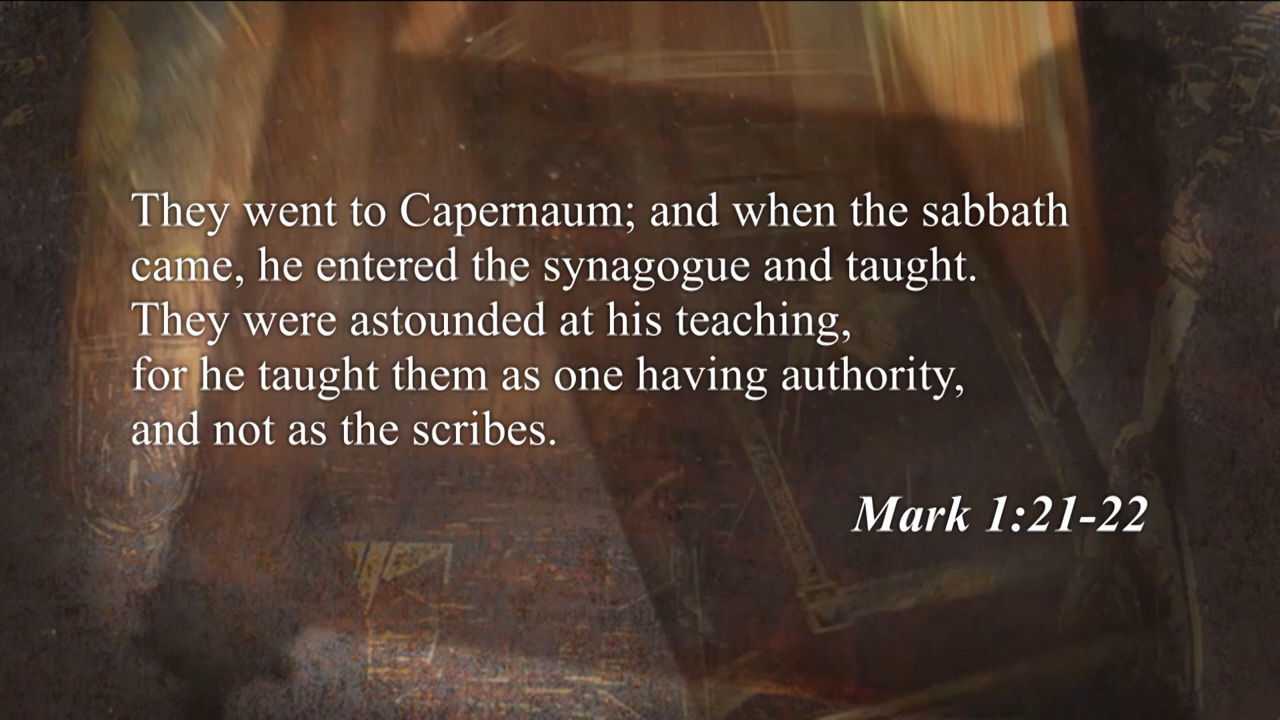 They went to Capernaum; and when the sabbath
came, he entered the synagogue and taught.
They were astounded at his teaching,
for he taught them as one having authority,
and not as the scribes.
Mark 1:21-22